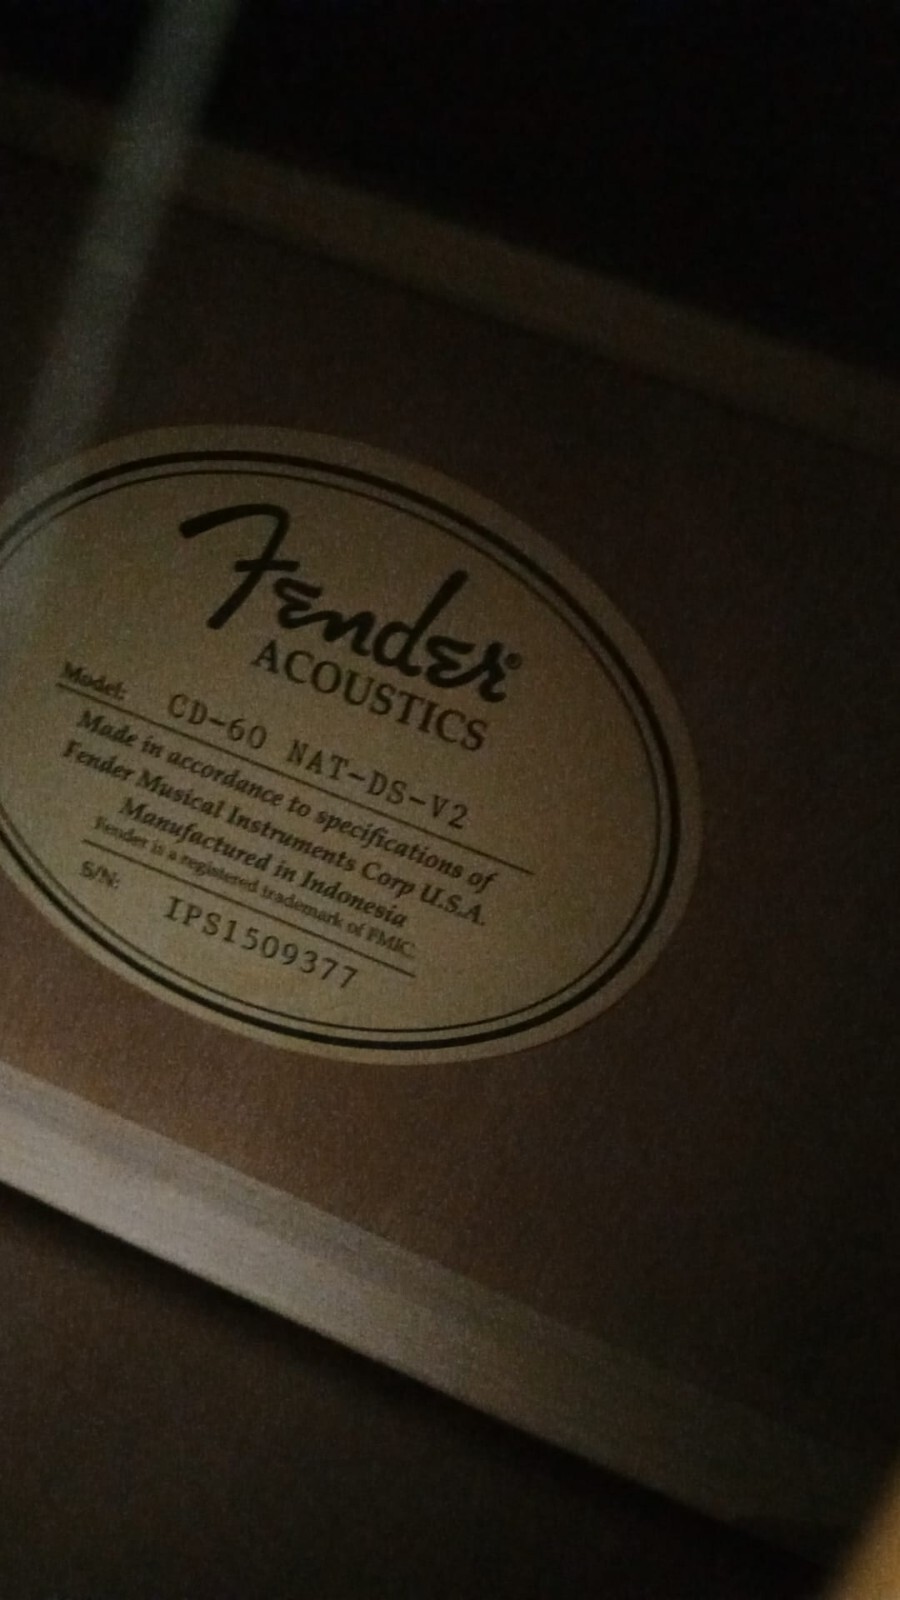 Fender®
ACOUSTICS
Model: CD-60 NAT-DS-V2
Made in accordance to specifications of
Fender Musical Instruments Corp U.S.A.
Manufactured in Indonesia
Fender is a registered trademark of FMIC.
S/N: IPS1509377